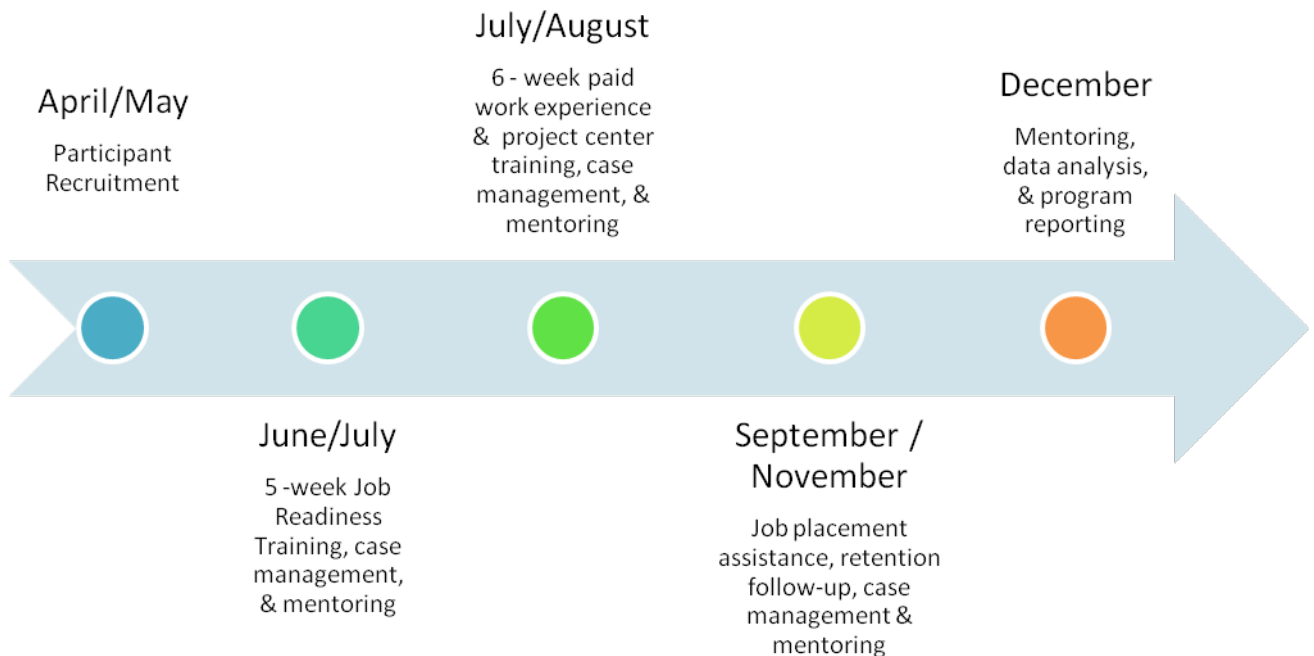 April/May
Participant
Recruitment
June/July
5 -week Job
Readiness
Training, case
management,
& mentoring
July/August
6 - week paid
work experience
& project center
training, case
management, &
mentoring
September /
November
Job placement
assistance, retention
follow-up, case
management &
mentoring
December
Mentoring,
data analysis,
& program
reporting